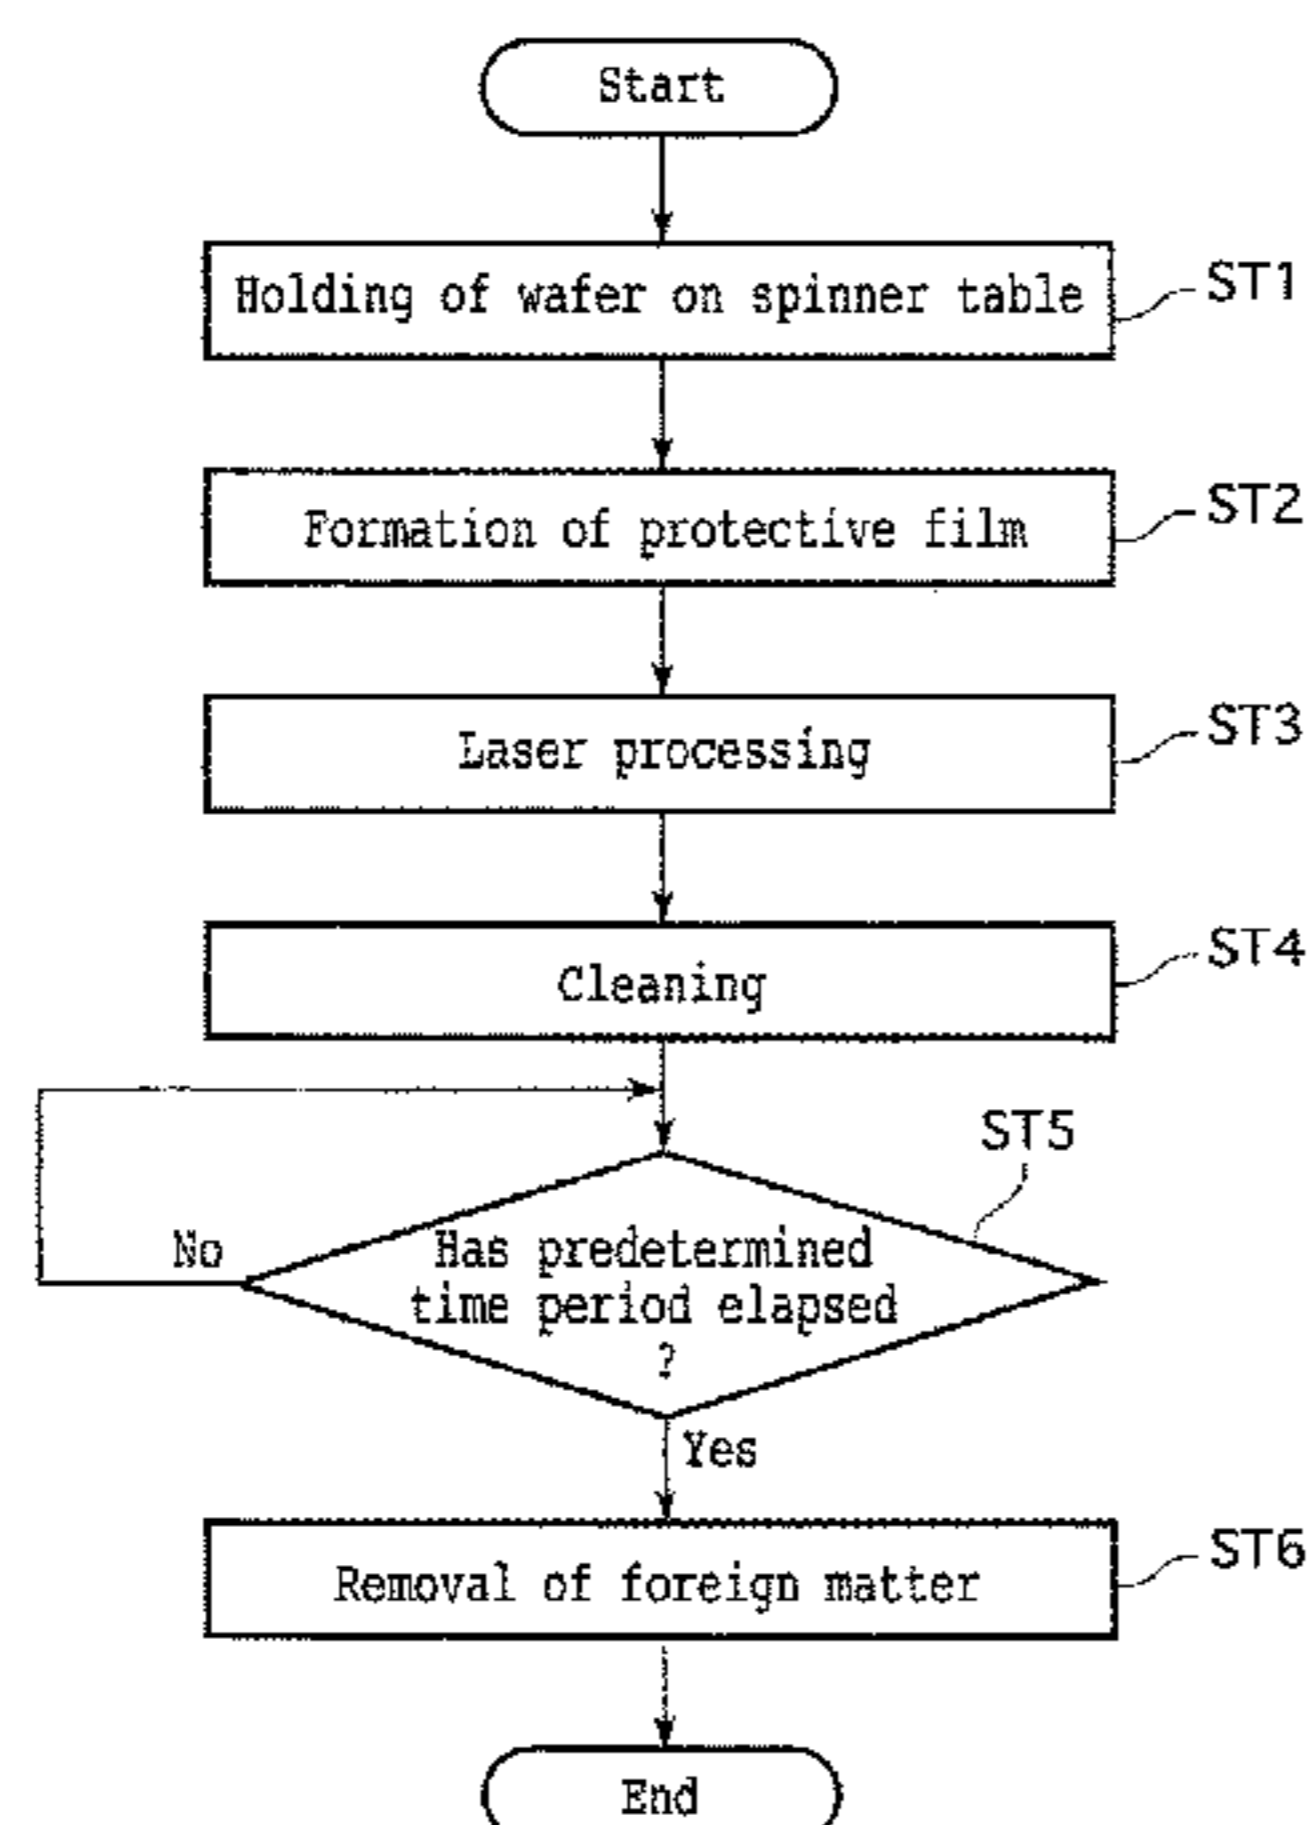 Start
Holding of wafer on spinner table
ST1
Formation of protective film
ST2
Laser processing
ST3
Cleaning
ST4
ST5
No
Has predetermined
time period elapsed
?
Yes
Removal of foreign matter
ST6
End